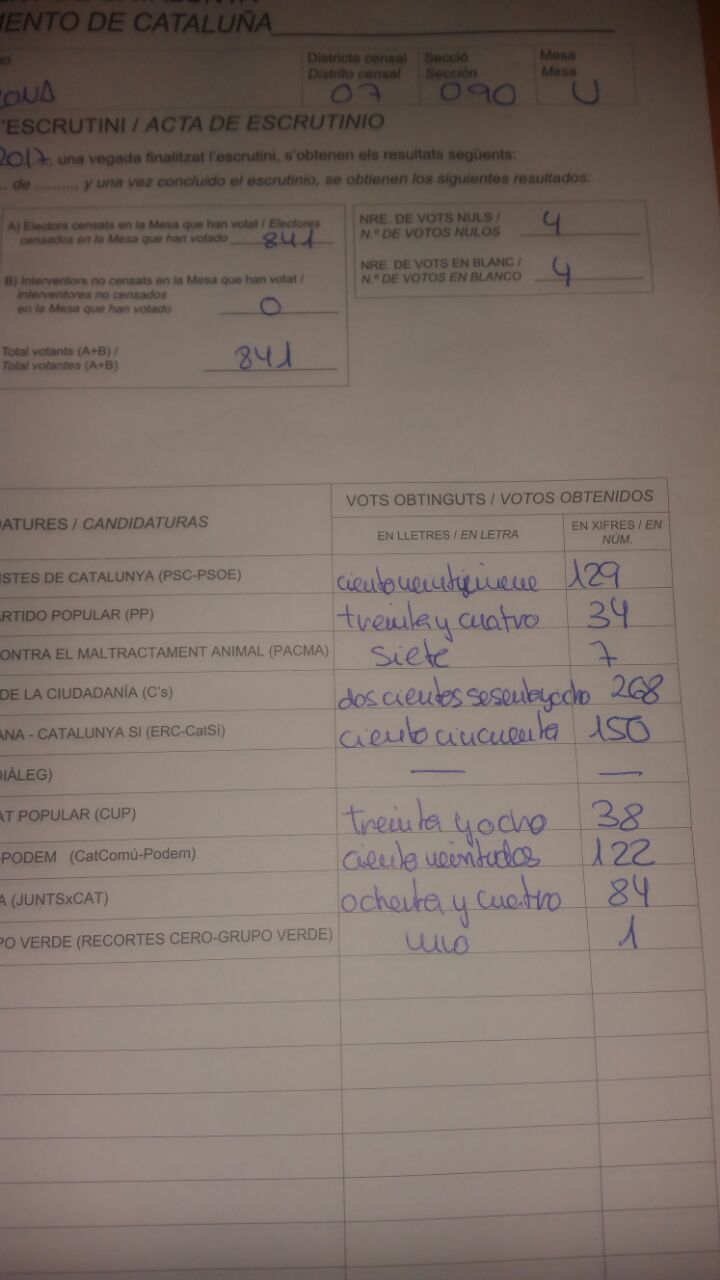 MENTO DE CATALUÑA
Districte censal Secció Mesa
Distrito censal Sección Mesa
07 090 U
'ESCRUTINI / ACTA DE ESCRUTINIO
2017, una vegada finalitzat l'escrutini, s'obtenen els resultats següents:
.. de .......... y una vez concluido el escrutinio, se obtienen los siguientes resultados:
A) Electors censats en la Mesa que han votat / Electores
censados en la Mesa que han votado 841
NRE. DE VOTS NULS /
N.º DE VOTOS NULOS 4
B) Interventors no censats en la Mesa que han votat /
Interventores no censados
en la Mesa que han votado 0
NRE. DE VOTS EN BLANC /
N.º DE VOTOS EN BLANCO 4
Total votants (A+B) /
Total votantes (A+B) 841
DATURES / CANDIDATURAS
VOTS OBTINGUTS / VOTOS OBTENIDOS
EN LLETRES / EN LETRA
EN XIFRES / EN
NÚM.
ISTES DE CATALUNYA (PSC-PSOE) ciento veintinueve 129
ARTIDO POPULAR (PP) treinta y cuatro 34
CONTRA EL MALTRACTAMENT ANIMAL (PACMA) siete 7
DE LA CIUDADANÍA (C's) doscientos sesenta y ocho 268
ANA - CATALUNYA SI (ERC-CatSí) ciento cincuenta 150
DIÀLEG) — —
AT POPULAR (CUP) treinta y ocho 38
-PODEM (CatComú-Podem) ciento veintidos 122
A (JUNTSxCAT) ochenta y cuatro 84
PO VERDE (RECORTES CERO-GRUPO VERDE) uno 1